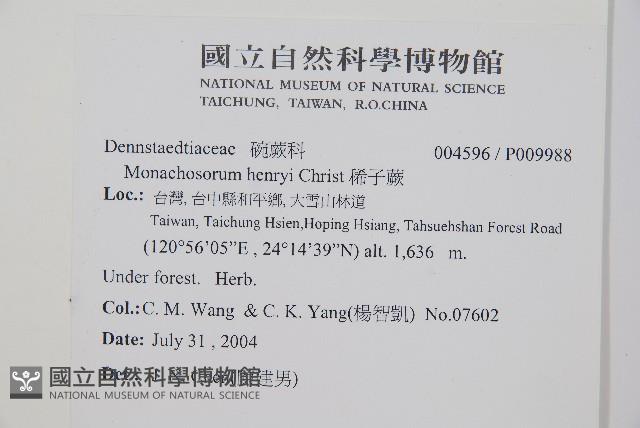 國立自然科學博物館
NATIONAL MUSEUM OF NATURAL SCIENCE
TAICHUNG, TAIWAN, R.O.CHINA
Dennstaedtiaceae 碗蕨科 004596 / P009988
Monachosorum henryi Christ 稀子蕨
Loc.: 台灣, 台中縣和平鄉, 大雪山林道
Taiwan, Taichung Hsien,Hoping Hsiang, Tahsuehshan Forest Road
(120°56’05”E , 24°14’39”N) alt. 1,636 m.
Under forest. Herb.
Col.:C. M. Wang & C. K. Yang(楊智凱) No.07602
Date: July 31 , 2004
建男)
國立自然科學博物館
NATIONAL MUSEUM OF NATURAL SCIENCE